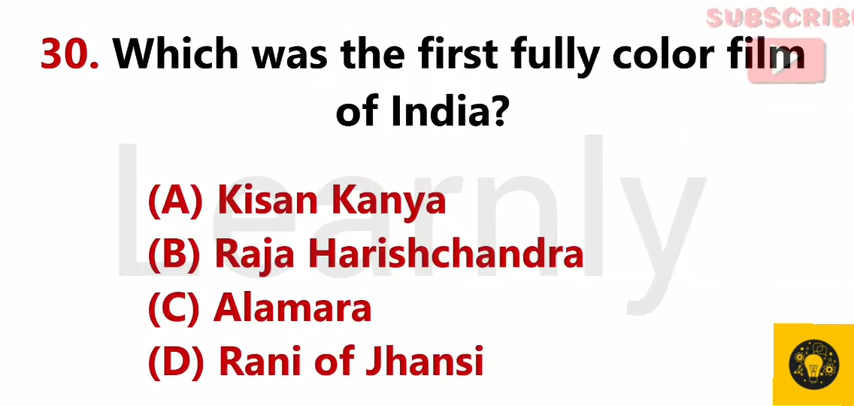 SUBSCRIBE
30. Which was the first fully color film
of India?
Learnly
(A) Kisan Kanya
(B) Raja Harishchandra
(C) Alamara
(D) Rani of Jhansi